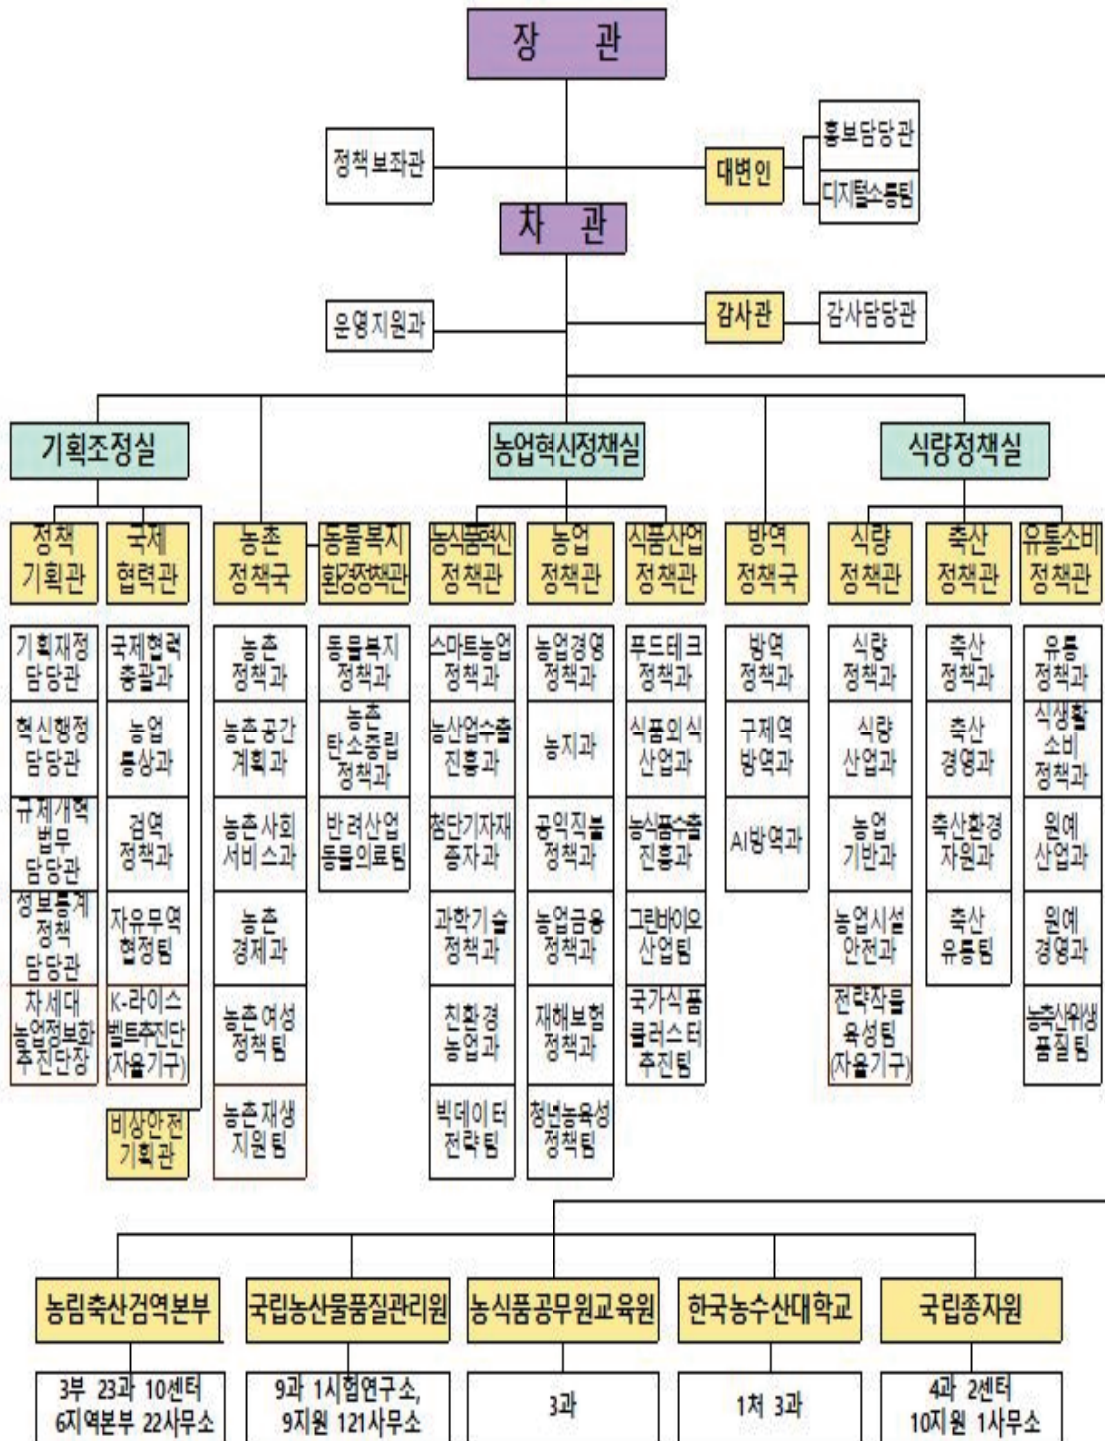 장 관
정책보좌관
대변인
홍보담당관
디지털소통팀
차 관
운영지원과
감사관
감사담당관
기획조정실
농업혁신정책실
식량정책실
정책
기획관
국제
협력관
농촌
정책국
동물복지
환경정책관
농식품혁신
정책관
농업
정책관
식품산업
정책관
방역
정책국
식량
정책관
축산
정책관
유통소비
정책관
기획재정
담당관
혁신행정
담당관
규제개혁
법무
담당관
정보통계
정책
담당관
차세대
농업정보화
추진단장
국제협력
총괄과
농업
통상과
검역
정책과
자유무역
협정팀
K-라이스
벨트추진단
(자율기구)
비상안전
기획관
농촌
정책과
농촌공간
계획과
농촌사회
서비스과
농촌
경제과
농촌여성
정책팀
농촌재생
지원팀
동물복지
정책과
농촌
탄소중립
정책과
반려산업
동물의료팀
스마트농업
정책과
농산업수출
진흥과
첨단기자재
종자과
과학기술
정책과
친환경
농업과
빅데이터
전략팀
농업경영
정책과
농지과
공익직불
정책과
농업금융
정책과
재해보험
정책과
청년농육성
정책팀
푸드테크
정책과
식품외식
산업과
농식품수출
진흥과
그린바이오
산업팀
국가식품
클러스터
추진팀
방역
정책과
구제역
방역과
AI방역과
식량
정책과
식량
산업과
농업
기반과
농업시설
안전과
전략작물
육성팀
(자율기구)
축산
정책과
축산
경영과
축산환경
자원과
축산
유통팀
유통
정책과
식생활
소비
정책과
원예
산업과
원예
경영과
농축산위생
품질팀
농림축산검역본부
국립농산물품질관리원
농식품공무원교육원
한국농수산대학교
국립종자원
3부 23과 10센터
6지역본부 22사무소
9과 1시험연구소,
9지원 121사무소
3과
1처 3과
4과 2센터
10지원 1사무소